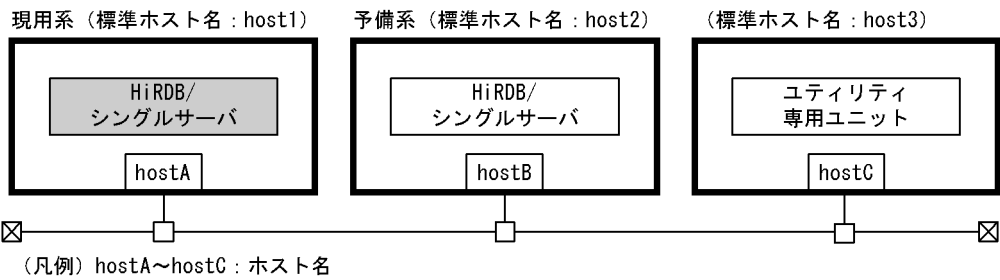 現用系（標準ホスト名：host1）
予備系（標準ホスト名：host2）
（標準ホスト名：host3）
HiRDB/
シングルサーバ
HiRDB/
シングルサーバ
ユティリティ
専用ユニット
hostA
hostB
hostC
（凡例）hostA～hostC：ホスト名